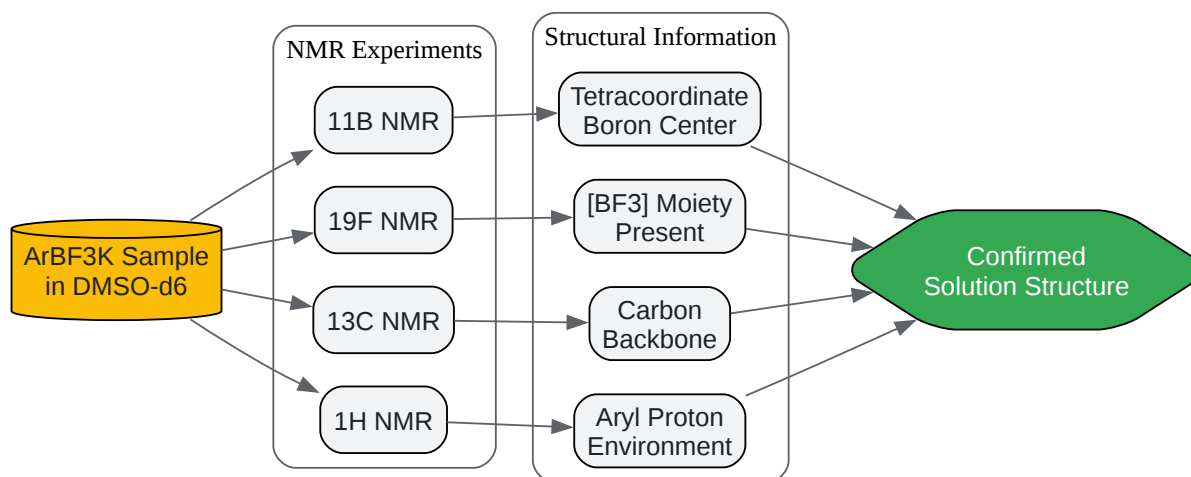 ArBF3K Sample
in DMSO-d6
NMR Experiments
11B NMR
19F NMR
13C NMR
1H NMR
Structural Information
Tetracoordinate
Boron Center
[BF3] Moiety
Present
Carbon
Backbone
Aryl Proton
Environment
Confirmed
Solution Structure